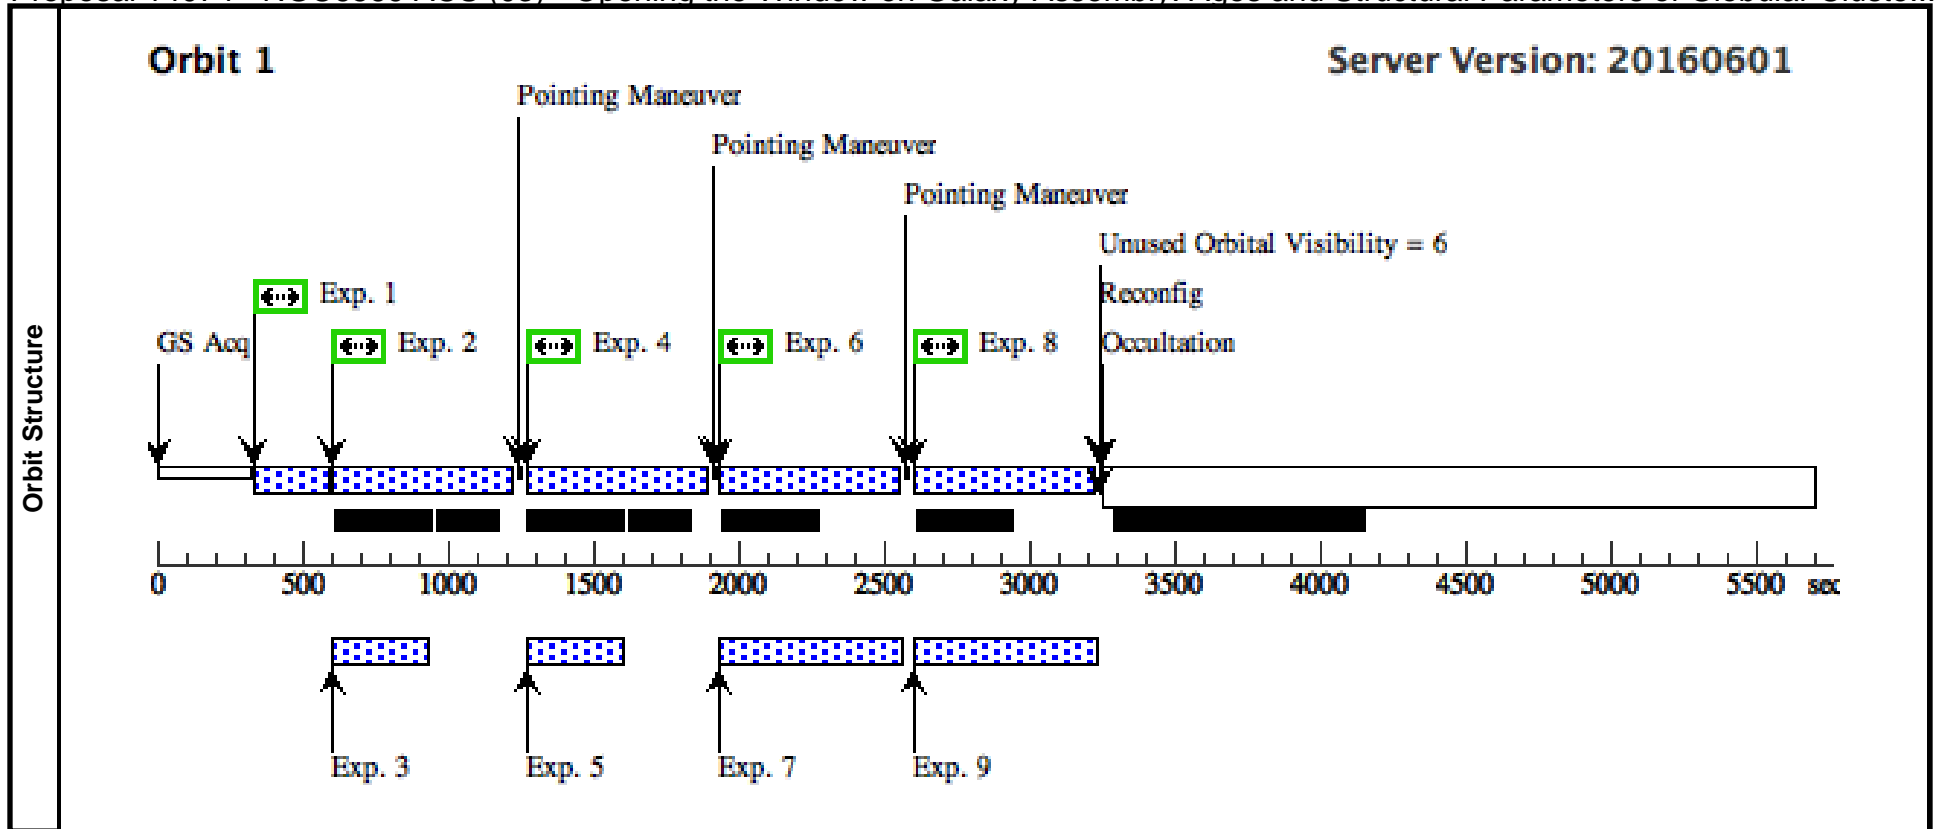 Orbit 1
Server Version: 20160601
Pointing Maneuver
Pointing Maneuver
Pointing Maneuver
Unused Orbital Visibility = 6
Exp. 1
Reconfig
GS Acq
Exp. 2
Exp. 4
Exp. 6
Exp. 8
Occultation
Orbit Structure
0 500 1000 1500 2000 2500 3000 3500 4000 4500 5000 5500 sec
Exp. 3
Exp. 5
Exp. 7
Exp. 9